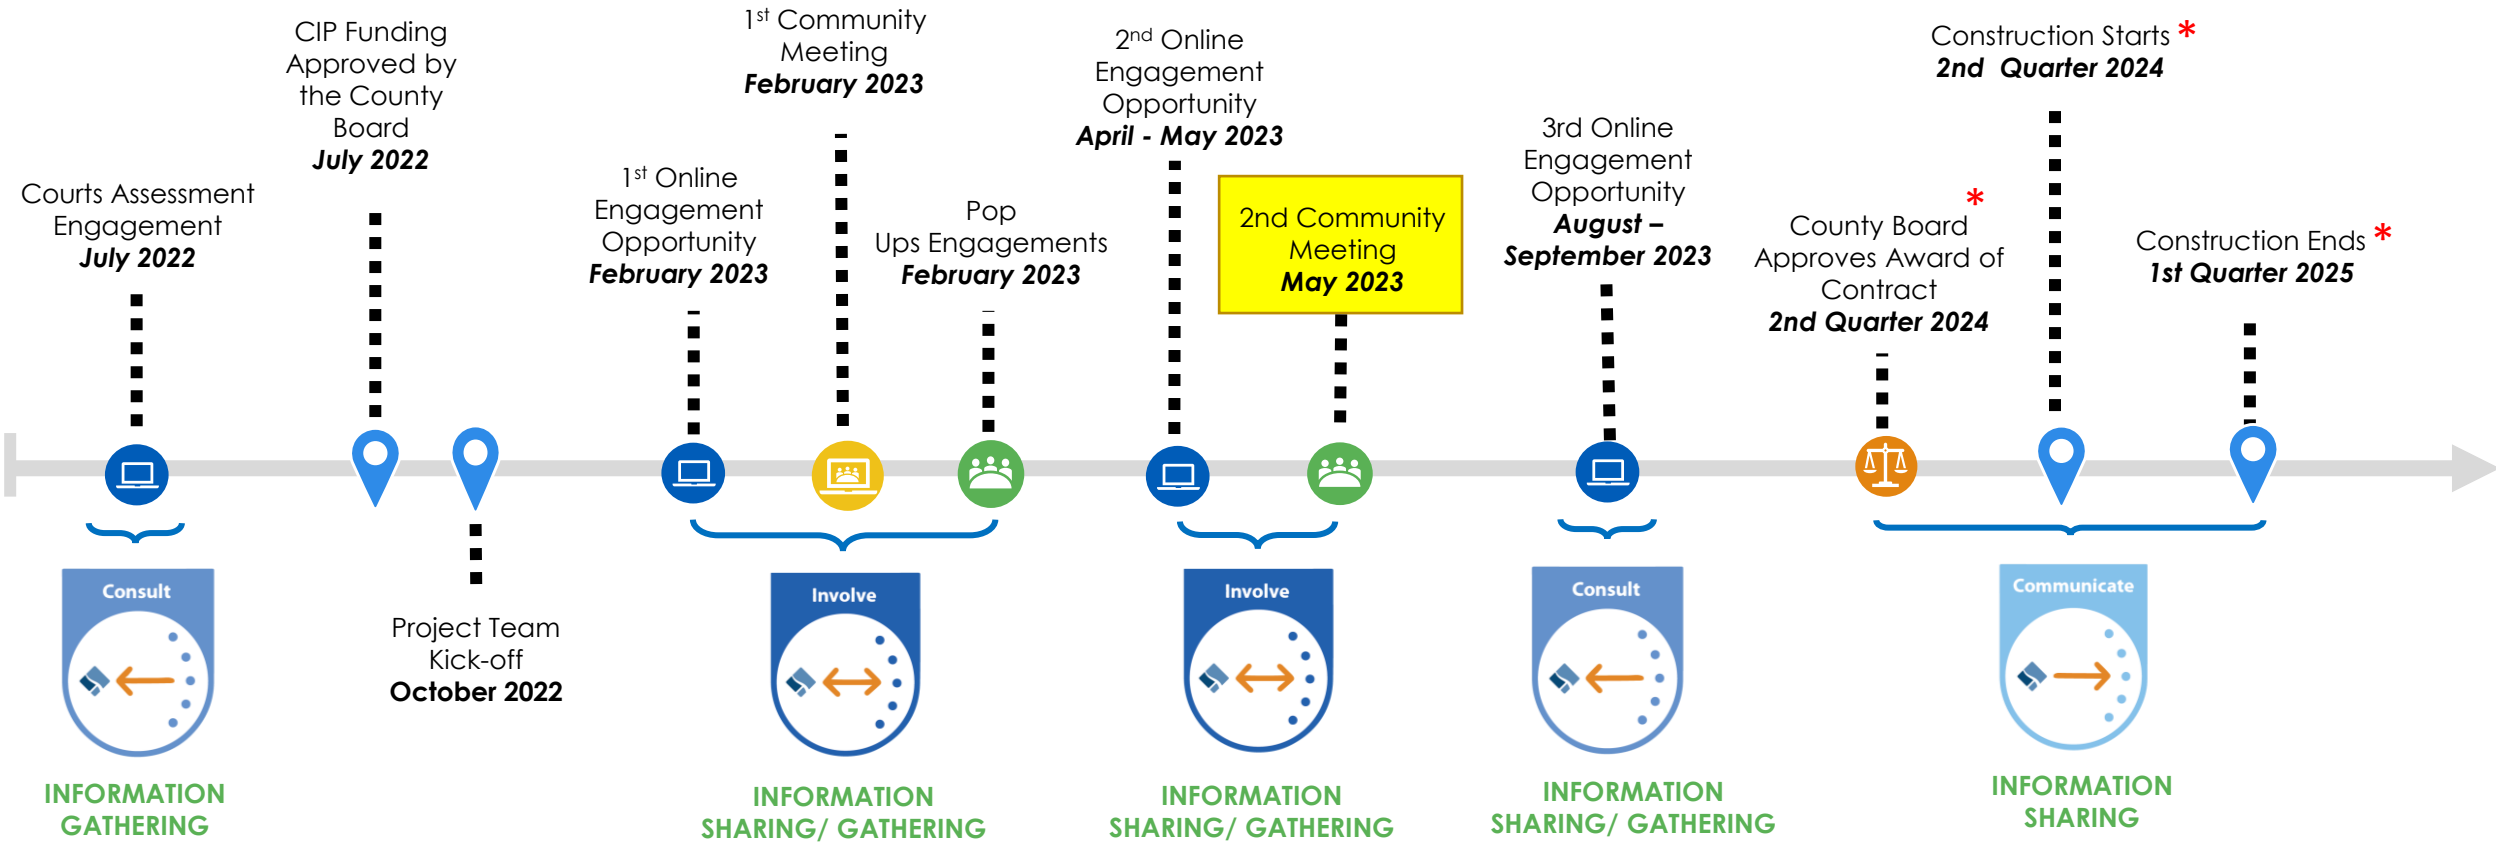 Courts Assessment
Engagement
July 2022
CIP Funding
Approved by
the County
Board
July 2022
Project Team
Kick-off
October 2022
1st Online
Engagement
Opportunity
February 2023
1st Community
Meeting
February 2023
Pop
Ups Engagements
February 2023
2nd Online
Engagement
Opportunity
April - May 2023
2nd Community
Meeting
May 2023
3rd Online
Engagement
Opportunity
August –
September 2023
*
County Board
Approves Award of
Contract
2nd Quarter 2024
Construction Starts *
2nd Quarter 2024
Construction Ends *
1st Quarter 2025
Consult
INFORMATION
GATHERING
Involve
INFORMATION
SHARING/ GATHERING
Involve
INFORMATION
SHARING/ GATHERING
Consult
INFORMATION
SHARING/ GATHERING
Communicate
INFORMATION
SHARING